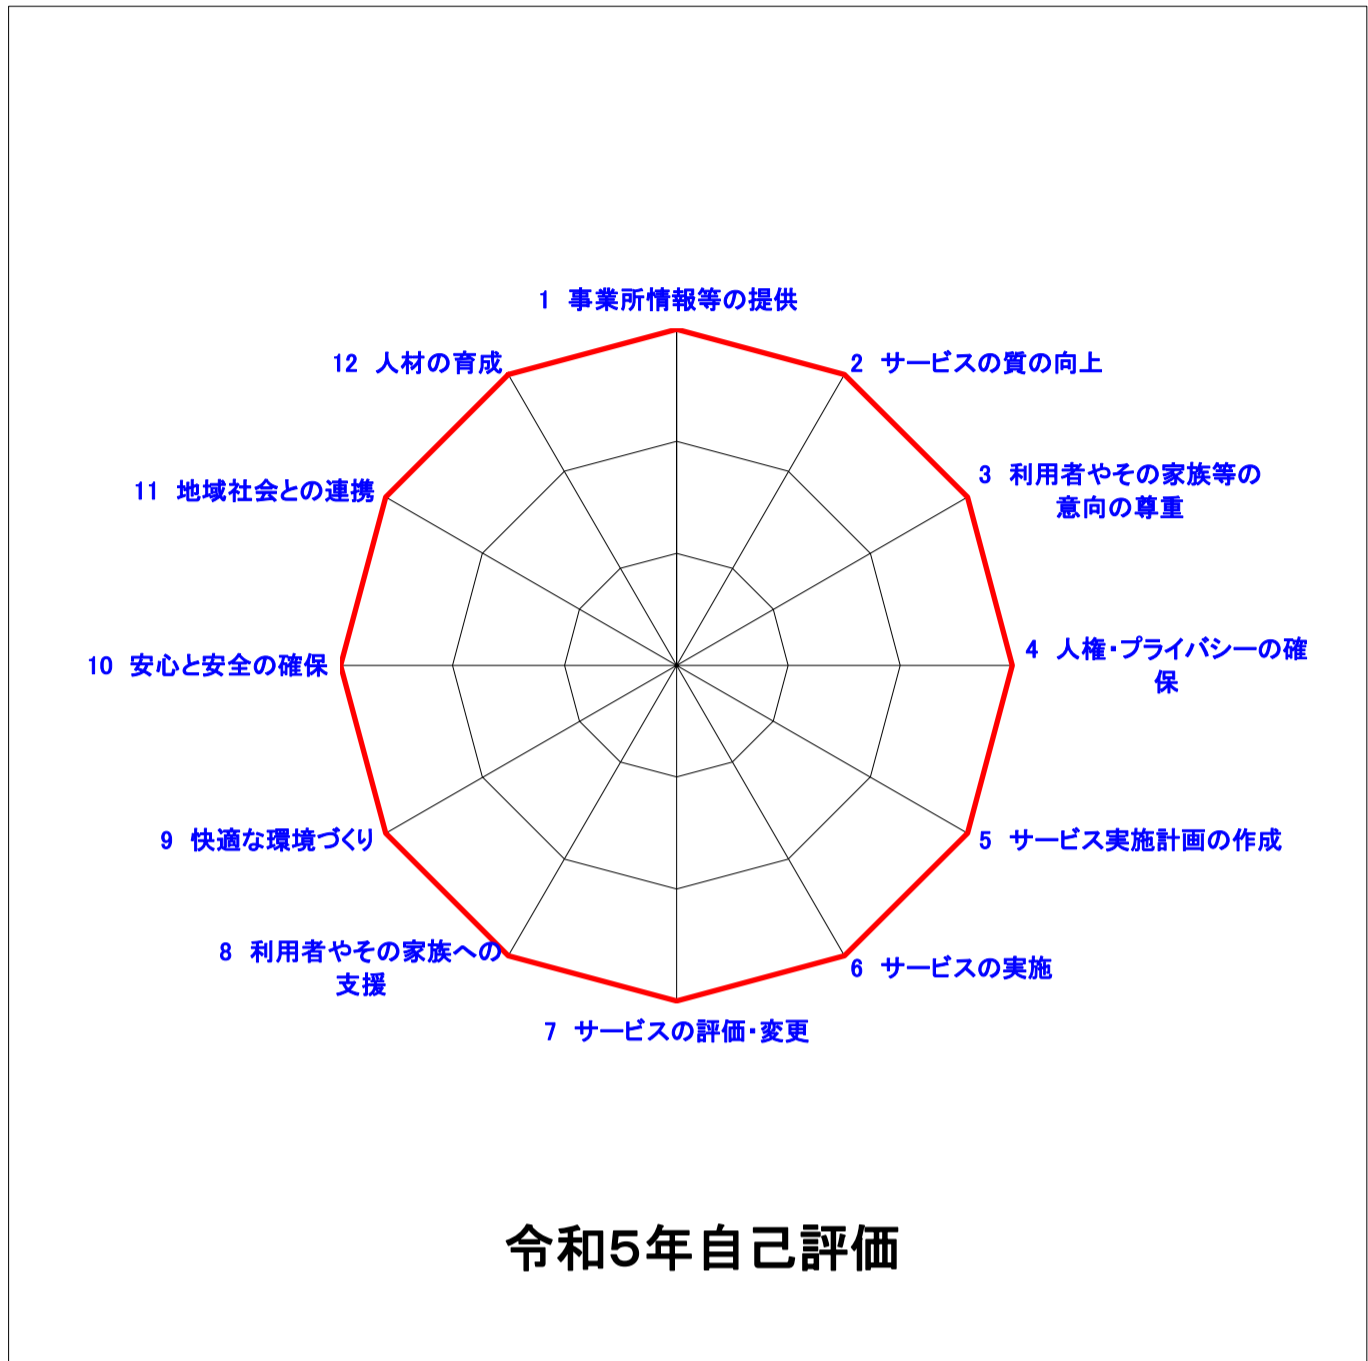 1 事業所情報等の提供
2 サービスの質の向上
3 利用者やその家族等の
意向の尊重
4 人権・プライバシーの確
保
5 サービス実施計画の作成
6 サービスの実施
7 サービスの評価・変更
8 利用者やその家族への
支援
9 快適な環境づくり
10 安心と安全の確保
11 地域社会との連携
12 人材の育成
令和5年自己評価